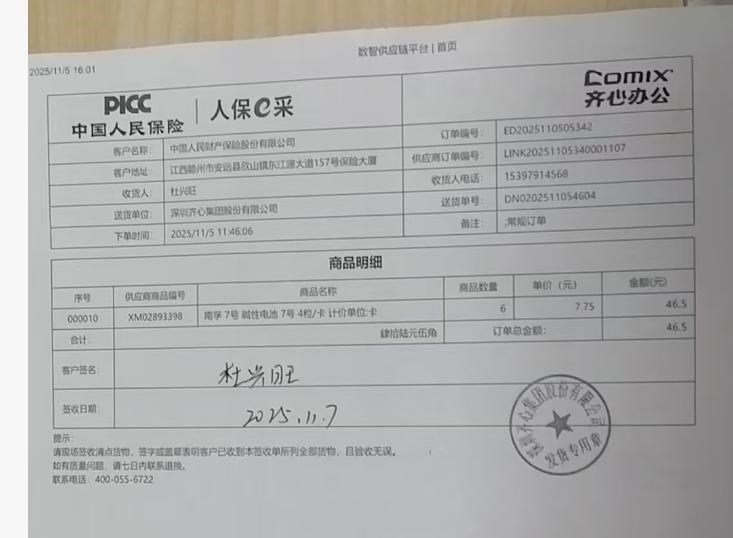 数智供应链平台 | 首页
2025/11/5 16:01
PICC
中国人民保险
人保e采
COMIX
齐心办公
客户名称: 中国人民财产保险股份有限公司 订单编号: ED2025110505342
客户地址: 江西赣州市安远县欣山镇东江源大道157号保险大厦 供应商订单编号: LINK20251105340001107
收货人: 杜兴旺 收货人电话: 15397914568
送货单位: 深圳齐心集团股份有限公司 送货单号: DN0202511054604
下单时间: 2025/11/5 11:46:06 备注: ;常规订单
商品明细
序号 供应商商品编号 商品名称 商品数量 单价（元） 金额(元)
000010 XM02893398 南孚 7号 碱性电池 7号 4粒/卡 计价单位:卡 6 7.75 46.5
合计: 肆拾陆元伍角 订单总金额: 46.5
客户签名: 杜兴旺
签收日期: 2025.11.7
深圳齐心集团股份有限公司
发货专用章
提示:
请现场签收清点货物，签字或盖章表明客户已收到本签收单所列全部货物，且验收无误。
如有质量问题，请七日内联系退换。
联系电话：400-055-6722